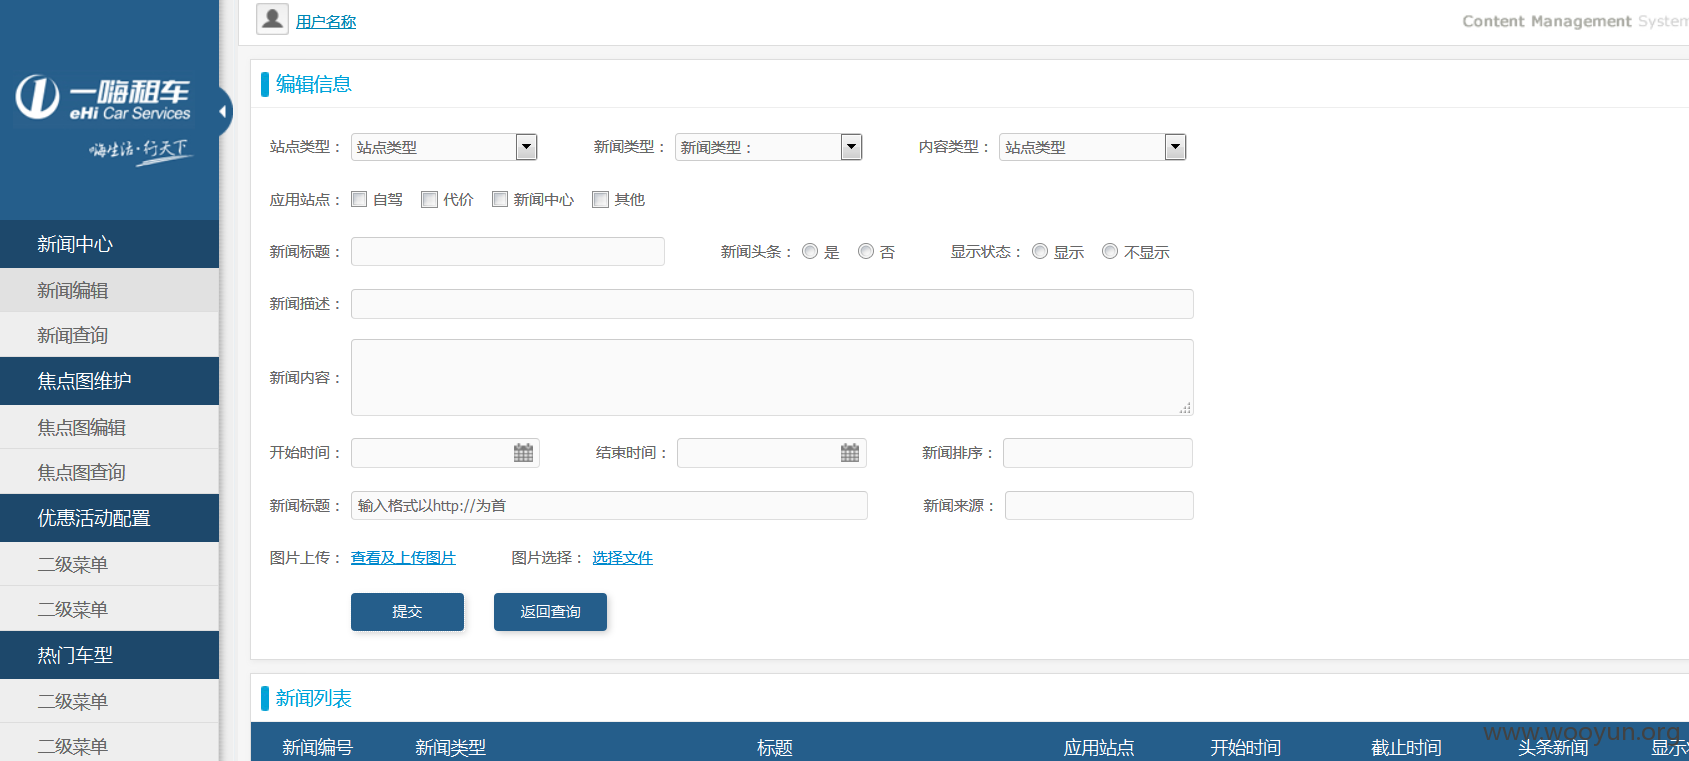 用户名称
Content Management System
一嗨租车
eHi Car Services
嗨生活·行天下
新闻中心
新闻编辑
新闻查询
焦点图维护
焦点图编辑
焦点图查询
优惠活动配置
二级菜单
二级菜单
热门车型
二级菜单
二级菜单
编辑信息
站点类型： 站点类型 新闻类型： 新闻类型： 内容类型： 站点类型
应用站点： 自驾 代价 新闻中心 其他
新闻标题： 新闻头条： 是 否 显示状态： 显示 不显示
新闻描述：
新闻内容：
开始时间： 结束时间： 新闻排序：
新闻标题： 输入格式以http://为首 新闻来源：
图片上传： 查看及上传图片 图片选择： 选择文件
提交 返回查询
新闻列表
新闻编号 新闻类型 标题 应用站点 开始时间 截止时间 头条新闻 显示
www.wooyun.org